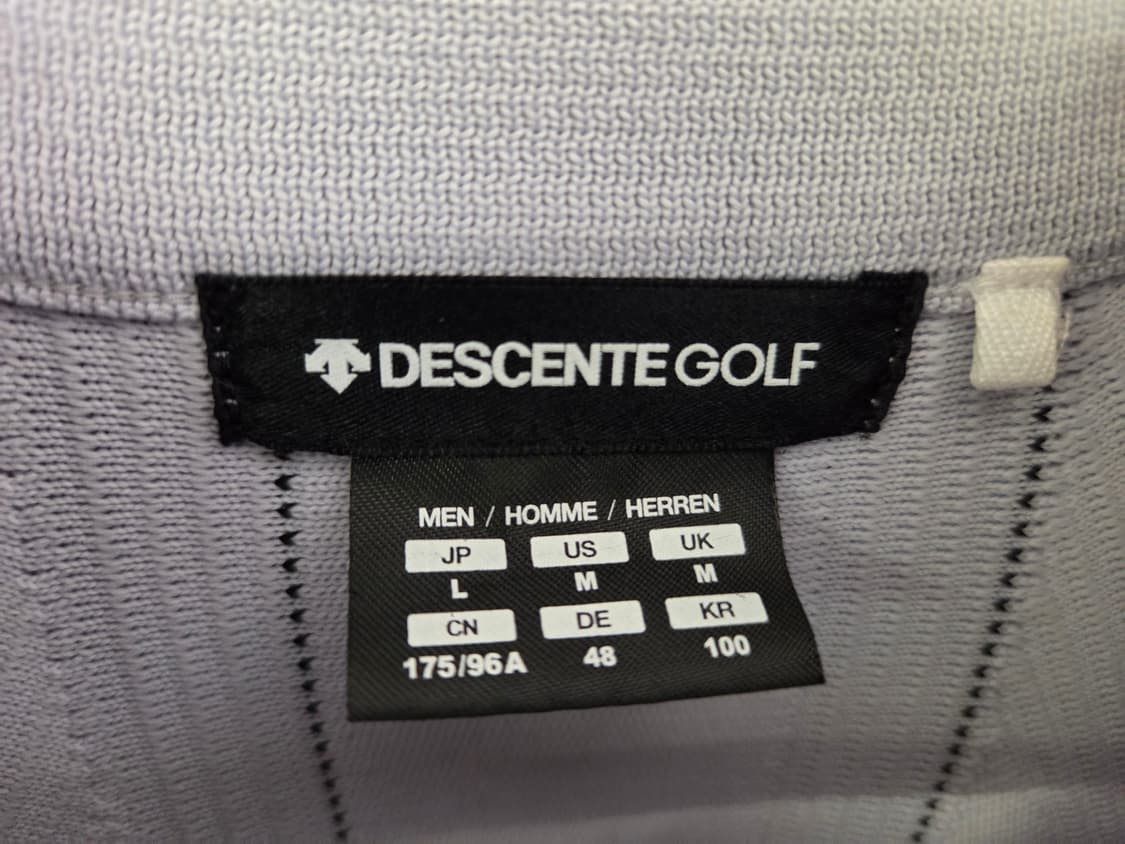 DESCENTE GOLF
MEN / HOMME / HERREN
JP US UK
L M M
CN DE KR
175/96A 48 100